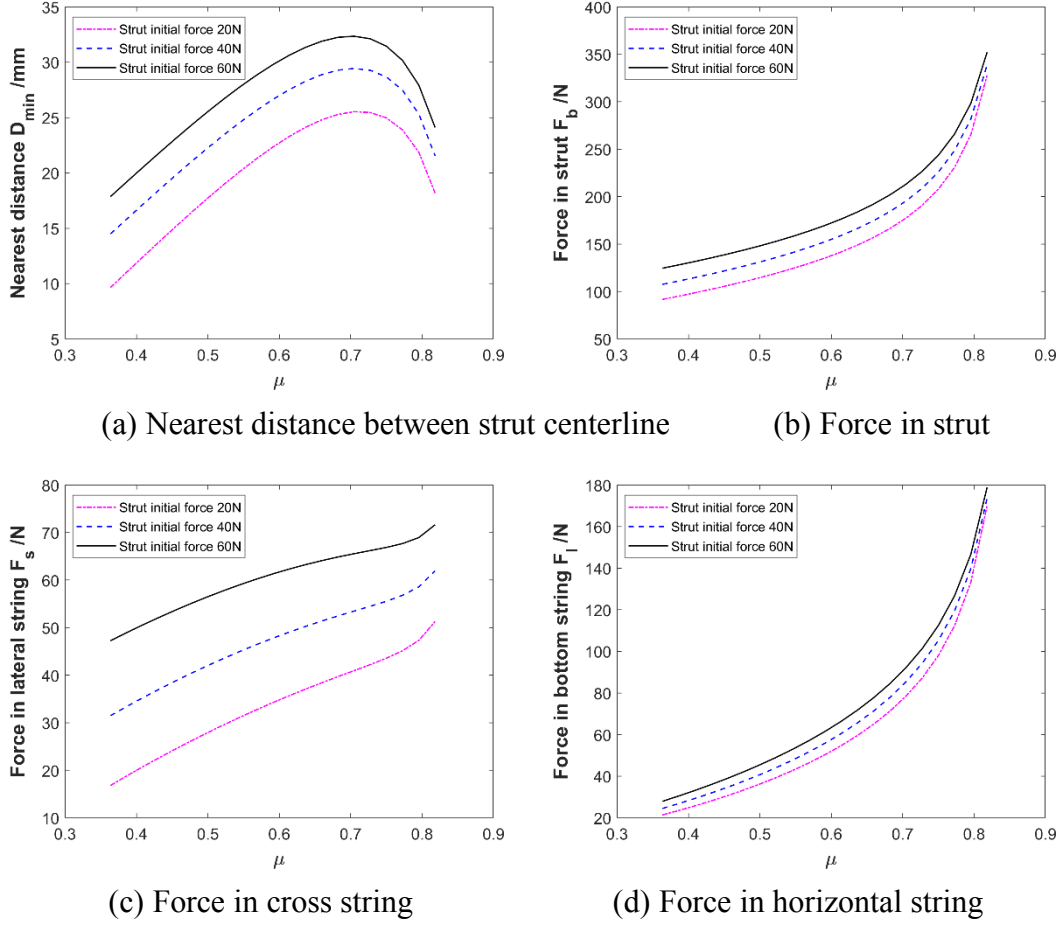 35
30
25
20
15
10
5
0.3 0.4 0.5 0.6 0.7 0.8 0.9
μ
Nearest distance D_min /mm
Strut initial force 20N
Strut initial force 40N
Strut initial force 60N
400
350
300
250
200
150
100
50
0.3 0.4 0.5 0.6 0.7 0.8 0.9
μ
Force in strut F_b /N
Strut initial force 20N
Strut initial force 40N
Strut initial force 60N
(a) Nearest distance between strut centerline
(b) Force in strut
80
70
60
50
40
30
20
10
0.3 0.4 0.5 0.6 0.7 0.8 0.9
μ
Force in lateral string F_s /N
Strut initial force 20N
Strut initial force 40N
Strut initial force 60N
180
160
140
120
100
80
60
40
20
0.3 0.4 0.5 0.6 0.7 0.8 0.9
μ
Force in bottom string F_l /N
Strut initial force 20N
Strut initial force 40N
Strut initial force 60N
(c) Force in cross string
(d) Force in horizontal string